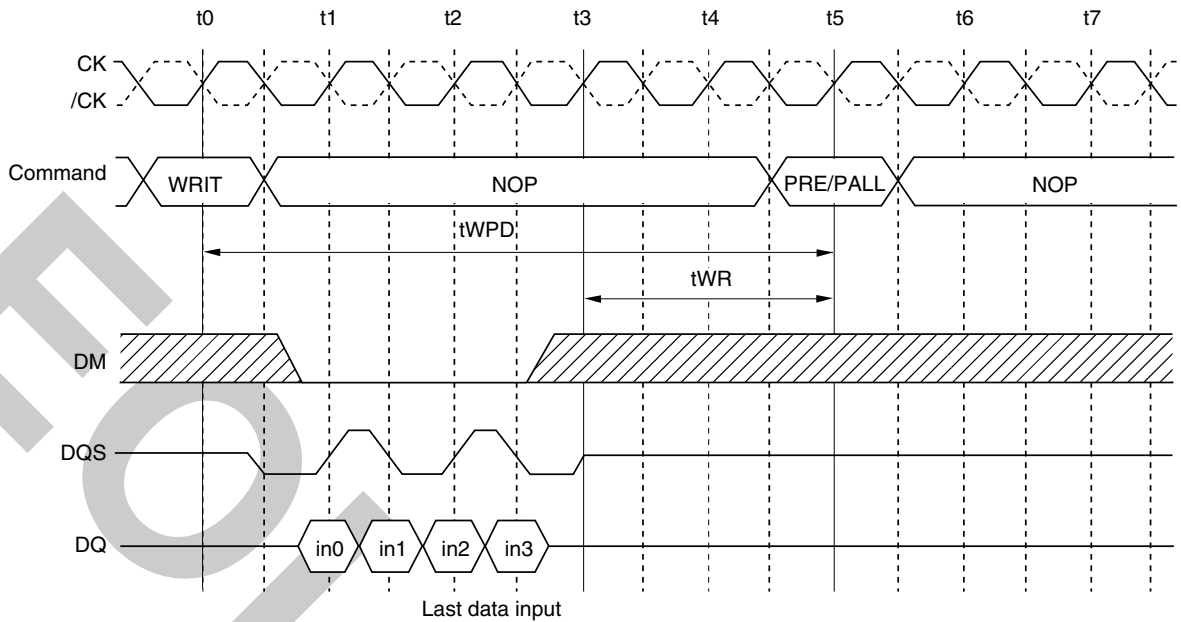 t0 t1 t2 t3 t4 t5 t6 t7
CK
/CK
Command WRIT NOP PRE/PALL NOP
tWPD
tWR
DM
DQS
DQ in0 in1 in2 in3
Last data input